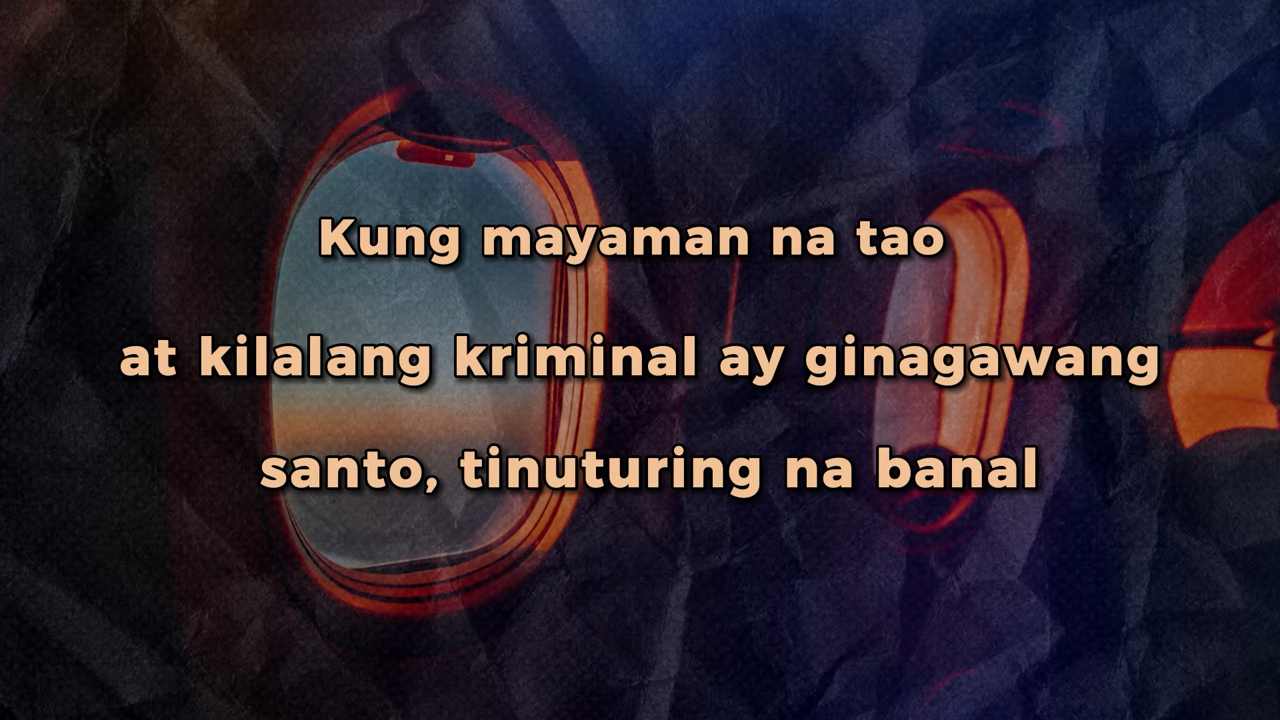 Kung mayaman na tao
at kilalang kriminal ay ginagawang
santo, tinuturing na banal